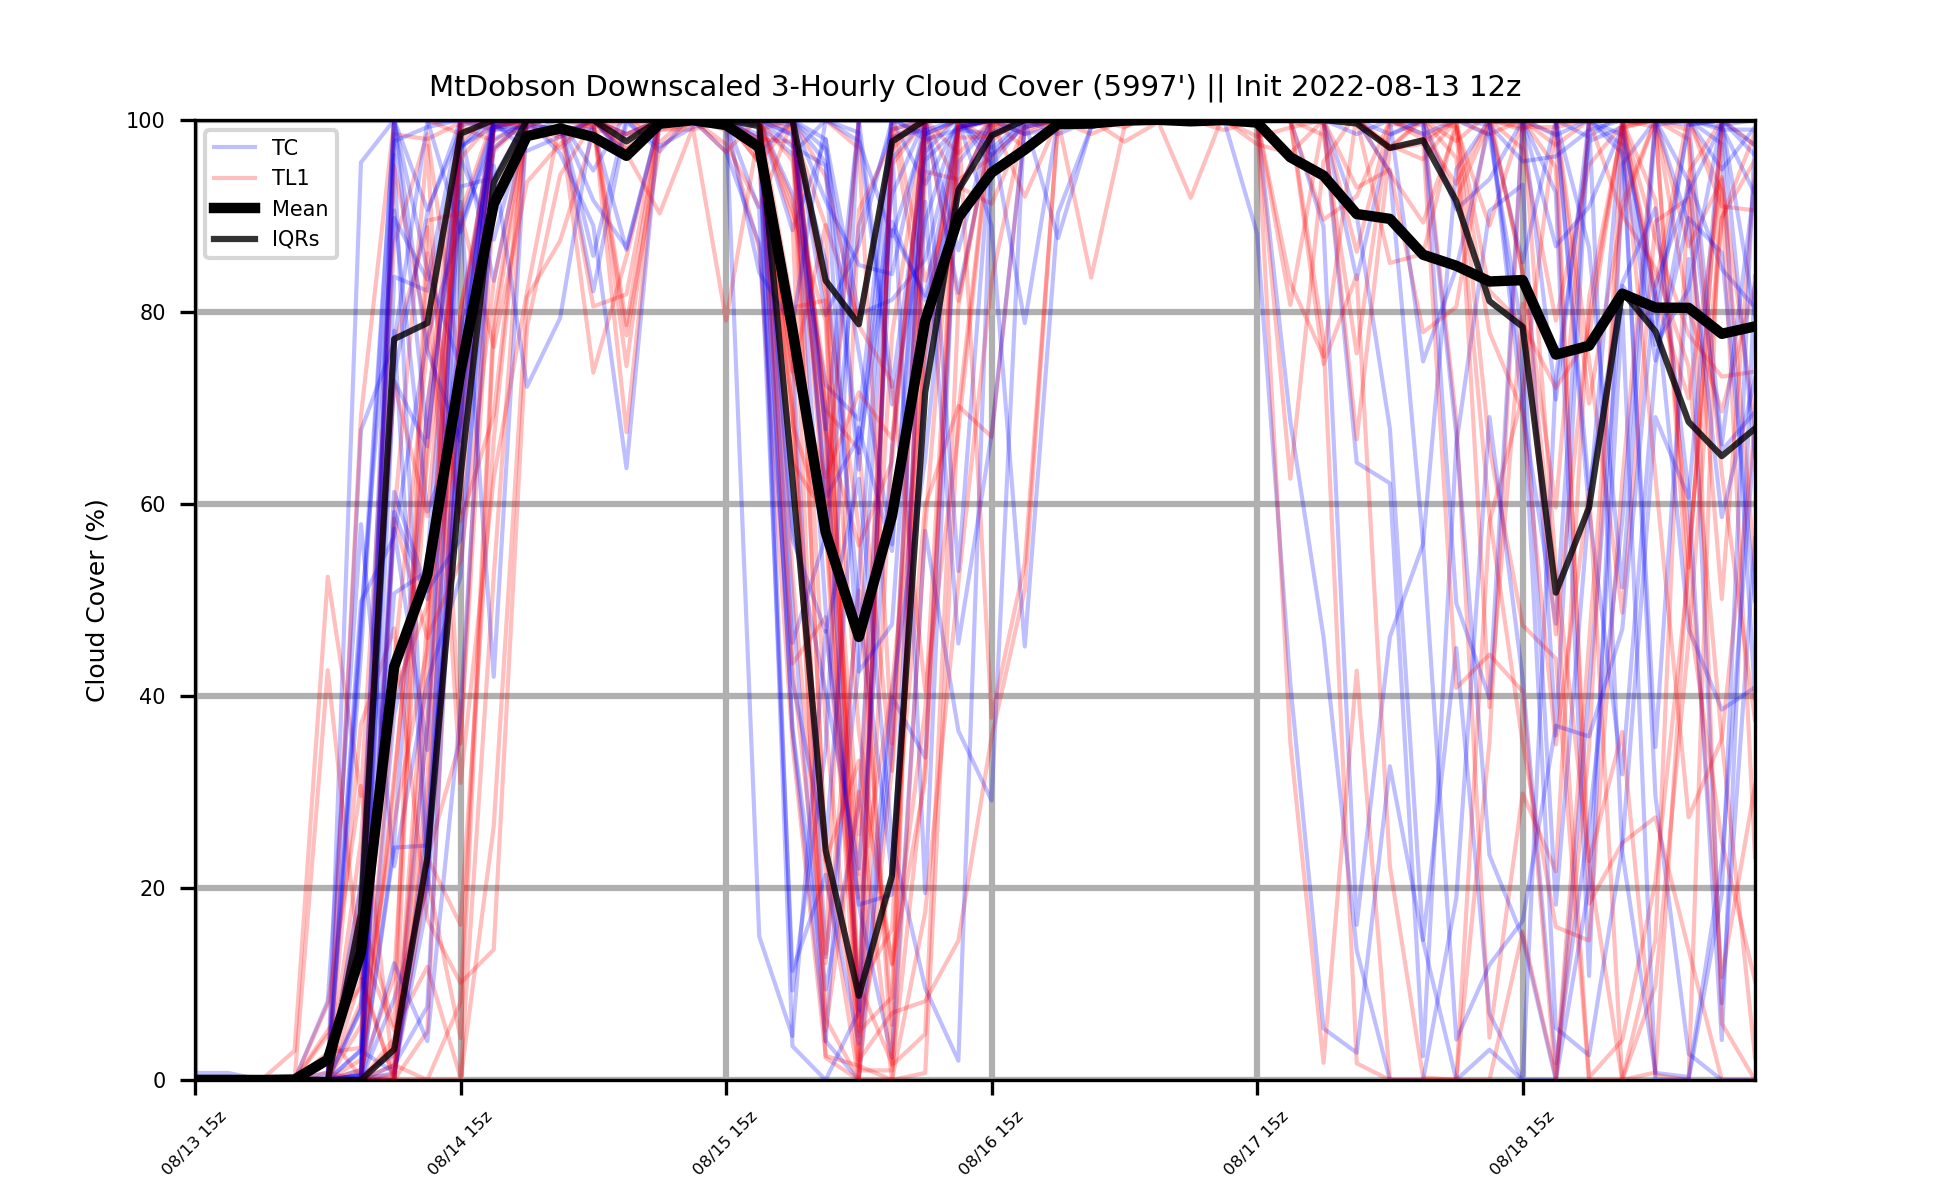 MtDobson Downscaled 3-Hourly Cloud Cover (5997') || Init 2022-08-13 12z
TC
TL1
Mean
IQRs
Cloud Cover (%)
100
80
60
40
20
0
08/13 15z
08/14 15z
08/15 15z
08/16 15z
08/17 15z
08/18 15z